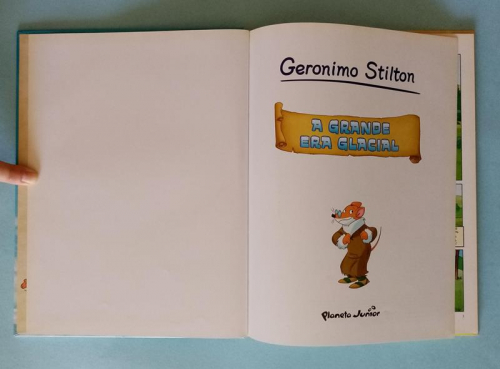 Geronimo Stilton
A GRANDE
ERA GLACIAL
Planeta Junior